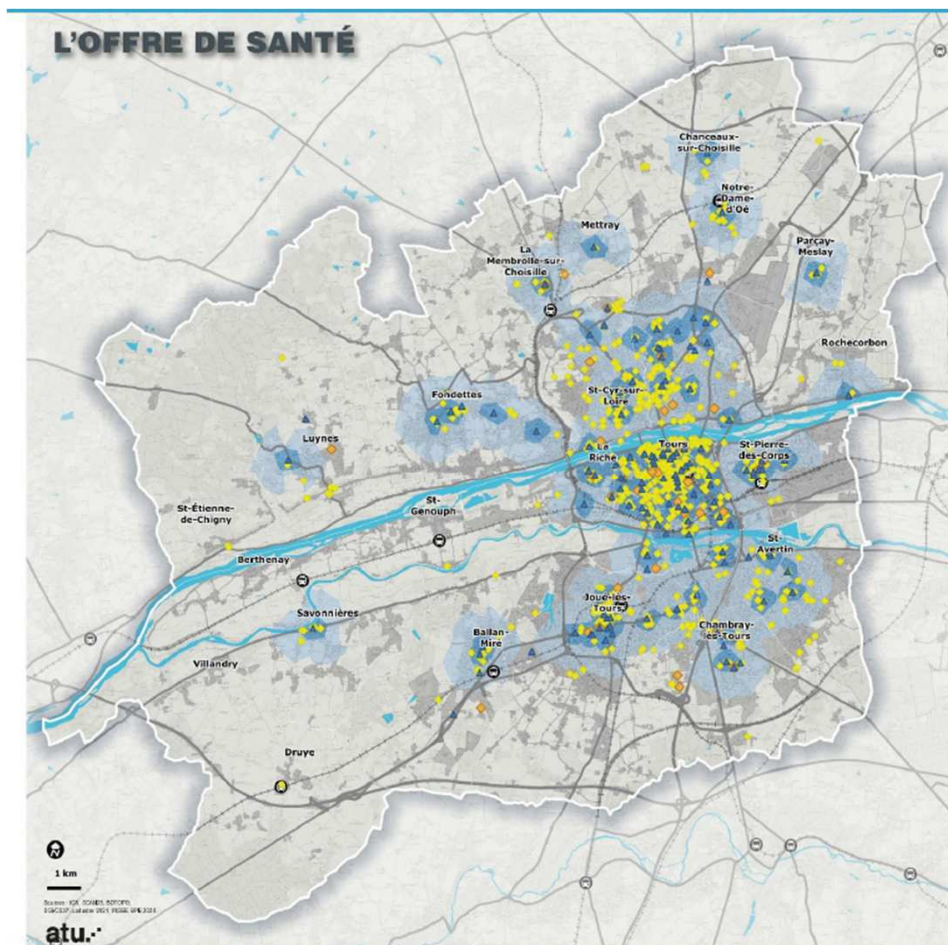 L'OFFRE DE SANTÉ
Chanceaux-
sur-Choisille
Notre-
Dame-
d'Oé
Mettray
La
Membrolle-sur-
Choisille
Parçay-
Meslay
Rochecorbon
Fondettes
St-Cyr-sur-
Loire
Luynes
La
Riche
Tours
St-Pierre-
des-Corps
St-Étienne-
de-Chigny
St-
Genouph
Berthenay
St-
Avertin
Savonnières
Joué-lès-
Tours
Ballan-
Miré
Chambray-
lès-Tours
Villandry
Druye
1 km
atu.